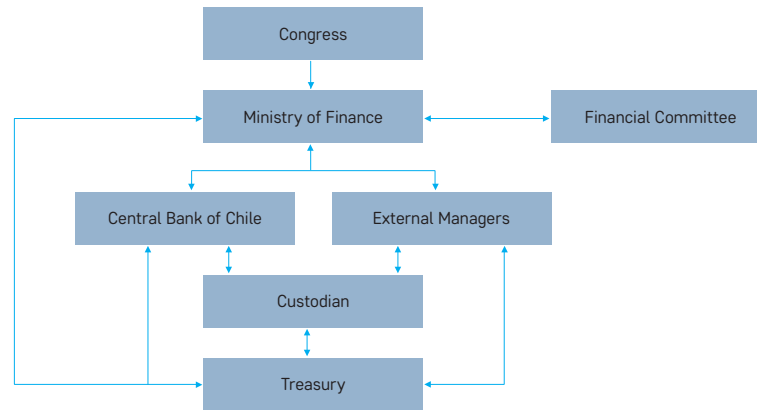 Congress
Ministry of Finance
Financial Committee
Central Bank of Chile
External Managers
Custodian
Treasury